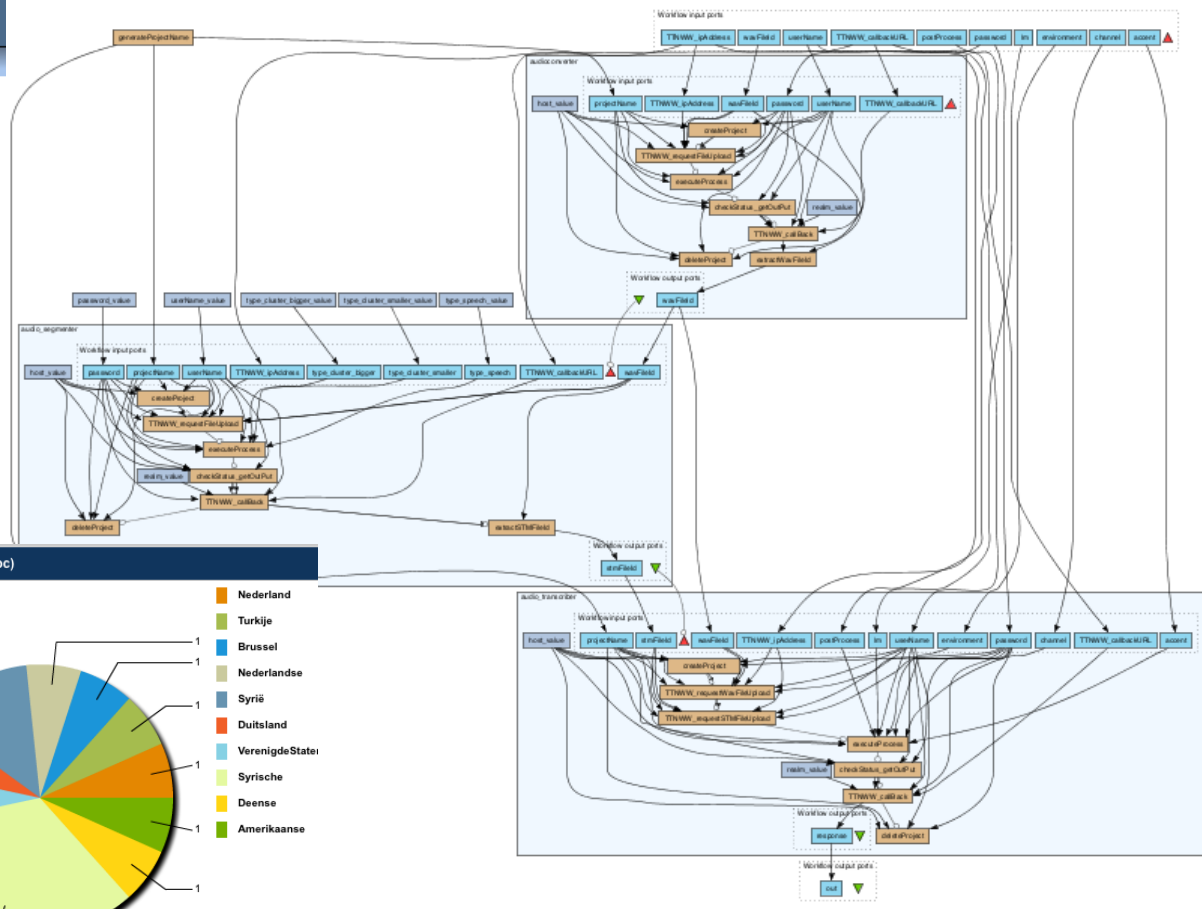 Workflow input ports
generateProjectName
TTNWW_ipAddress wavFileId userName TTNWW_callbackURL postProcess password lm environment channel accent
audioconverter
Workflow input ports
host_value projectName TTNWW_ipAddress wavFileId password userName TTNWW_callbackURL
createProject
TTNWW_requestFileUpload
executeProcess
checkStatus_getOutPut realm_value
TTNWW_callBack
deleteProject extractWavFileId
Workflow output ports
wavFileId
password_value userName_value type_cluster_bigger_value type_cluster_smaller_value type_speech_value
audio_segmenter
Workflow input ports
host_value password projectName userName TTNWW_ipAddress type_cluster_bigger type_cluster_smaller type_speech TTNWW_callbackURL wavFileId
createProject
TTNWW_requestFileUpload
executeProcess
realm_value checkStatus_getOutPut
TTNWW_callBack
deleteProject extractSTMFileId
Workflow output ports
stmFileId
audio_transcriber
Workflow input ports
host_value projectName stmFileId wavFileId TTNWW_ipAddress postProcess lm userName environment password channel TTNWW_callbackURL accent
createProject
TTNWW_requestWavFileUpload
TTNWW_requestSTMFileUpload
executeProcess
realm_value checkStatus_getOutPut
TTNWW_callBack
Workflow output ports
response deleteProject
Workflow output ports
out
oc)
Nederland
Turkije
Brussel
Nederlandse
Syrië
Duitsland
VerenigdeState
Syrische
Deense
Amerikaanse
1
1
1
1
1
1